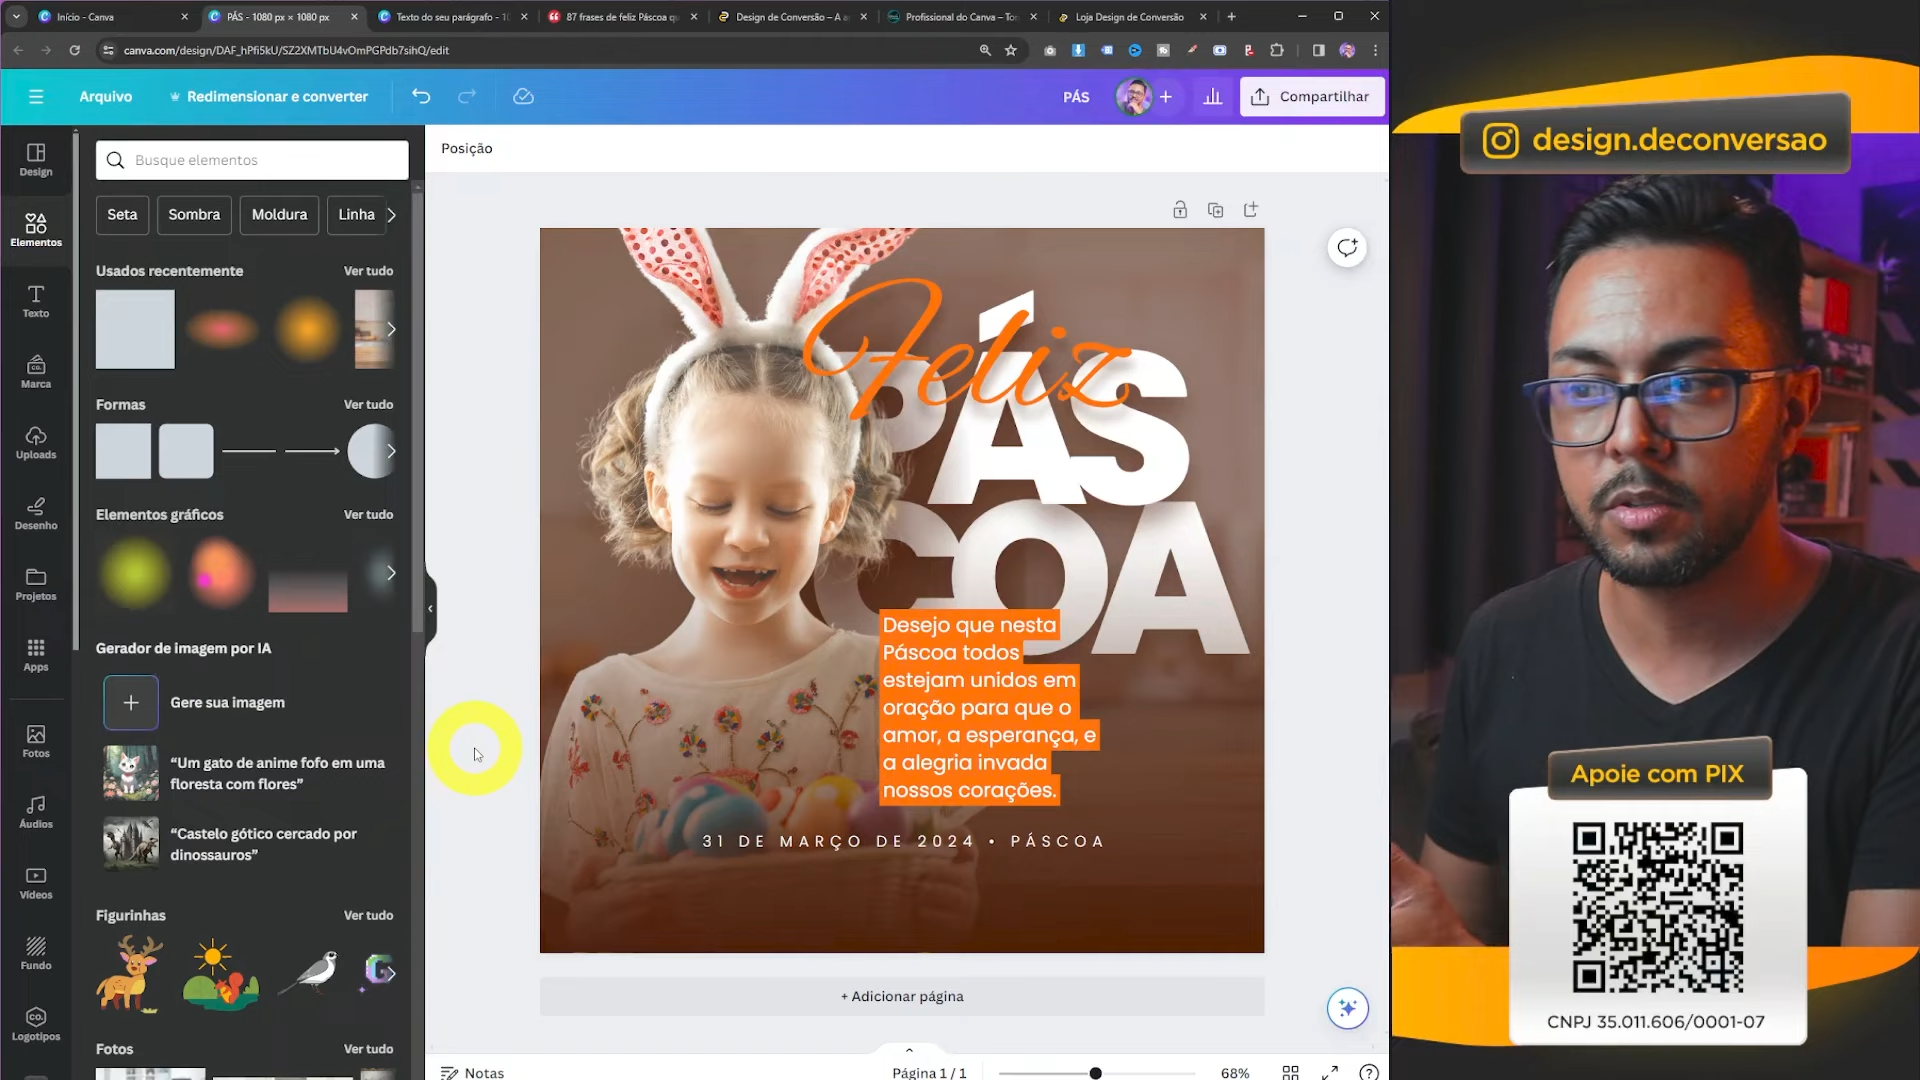 Início - Canva
PÁS - 1080 px × 1080 px
Texto do seu parágrafo - 10
87 frases de feliz Páscoa qu
Design de Conversão – A a
Profissional do Canva – Tor
Loja Design de Conversão
canva.com/design/DAF_hPfi5kU/SZ2XMTbU4vOmPGPdb7sihQ/edit
Arquivo
Redimensionar e converter
PÁS
Compartilhar
Design
Elementos
Texto
Marca
Uploads
Desenho
Projetos
Apps
Fotos
Áudios
Vídeos
Fundo
Logotipos
Busque elementos
Seta
Sombra
Moldura
Linha
Usados recentemente
Ver tudo
Formas
Ver tudo
Elementos gráficos
Ver tudo
Gerador de imagem por IA
Gere sua imagem
“Um gato de anime fofo em uma
floresta com flores”
“Castelo gótico cercado por
dinossauros”
Figurinhas
Ver tudo
Fotos
Ver tudo
Posição
Feliz
PÁS
COA
Desejo que nesta
Páscoa todos
estejam unidos em
oração para que o
amor, a esperança, e
a alegria invada
nossos corações.
31 DE MARÇO DE 2024 • PÁSCOA
+ Adicionar página
Notas
Página 1 / 1
68%
design.deconversao
Apoie com PIX
CNPJ 35.011.606/0001-07